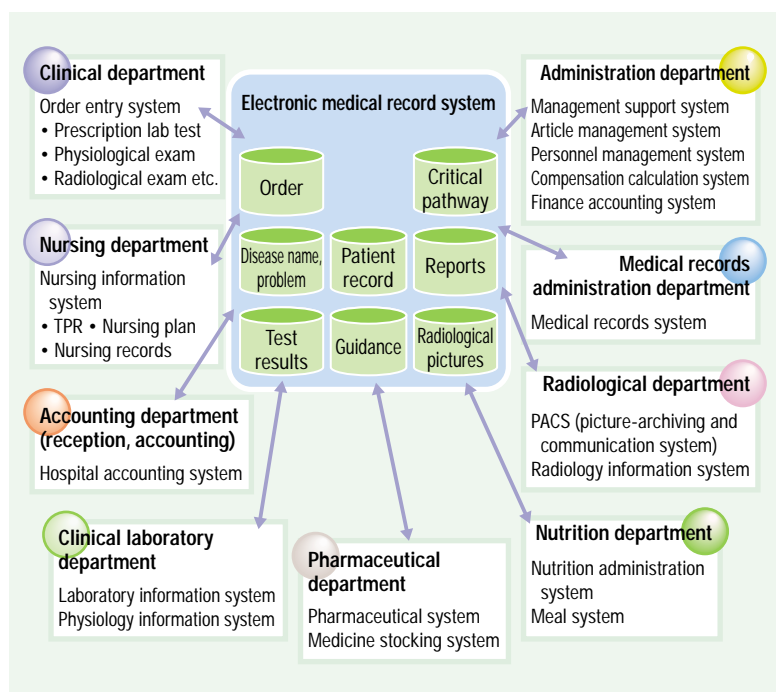 Clinical department
Order entry system
• Prescription lab test
• Physiological exam
• Radiological exam etc.
Nursing department
Nursing information
system
• TPR • Nursing plan
• Nursing records
Accounting department
(reception, accounting)
Hospital accounting system
Electronic medical record system
Order
Critical
pathway
Disease name,
problem
Patient
record
Reports
Test
results
Guidance
Radiological
pictures
Administration department
Management support system
Article management system
Personnel management system
Compensation calculation system
Finance accounting system
Medical records
administration department
Medical records system
Radiological department
PACS (picture-archiving and
communication system)
Radiology information system
Clinical laboratory
department
Laboratory information system
Physiology information system
Pharmaceutical
department
Pharmaceutical system
Medicine stocking system
Nutrition department
Nutrition administration
system
Meal system